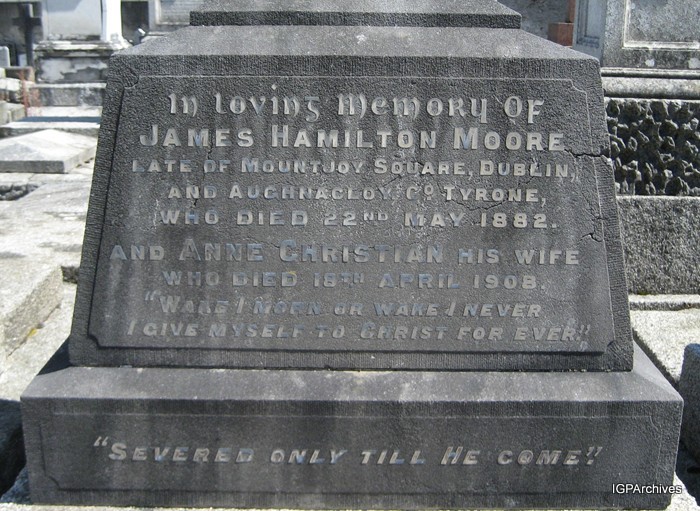 In Loving Memory Of
James Hamilton Moore
Late of Mountjoy Square, Dublin,
and Aughnacloy Co Tyrone,
who died 22nd May 1882.
and Anne Christian his wife
who died 18th April 1908.
"Wake I morn or wake I never
I give myself to Christ for ever."
"Severed only till He come."
IGPArchives